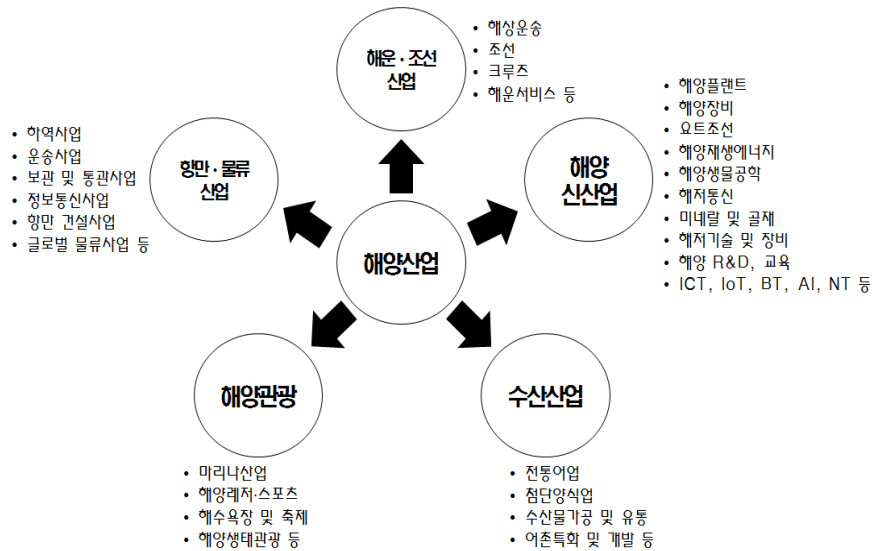 해운·조선
산업
• 해상운송
• 조선
• 크루즈
• 해운서비스 등
해양
신산업
• 해양플랜트
• 해양장비
• 요트조선
• 해양재생에너지
• 해양생물공학
• 해저통신
• 미네랄 및 골재
• 해저기술 및 장비
• 해양 R&D, 교육
• ICT, IoT, BT, AI, NT 등
• 하역사업
• 운송사업
• 보관 및 통관사업
• 정보통신사업
• 항만 건설사업
• 글로벌 물류사업 등
항만·물류
산업
해양산업
해양관광
• 마리나산업
• 해양레저·스포츠
• 해수욕장 및 축제
• 해양생태관광 등
수산산업
• 전통어업
• 첨단양식업
• 수산물가공 및 유통
• 어촌특화 및 개발 등